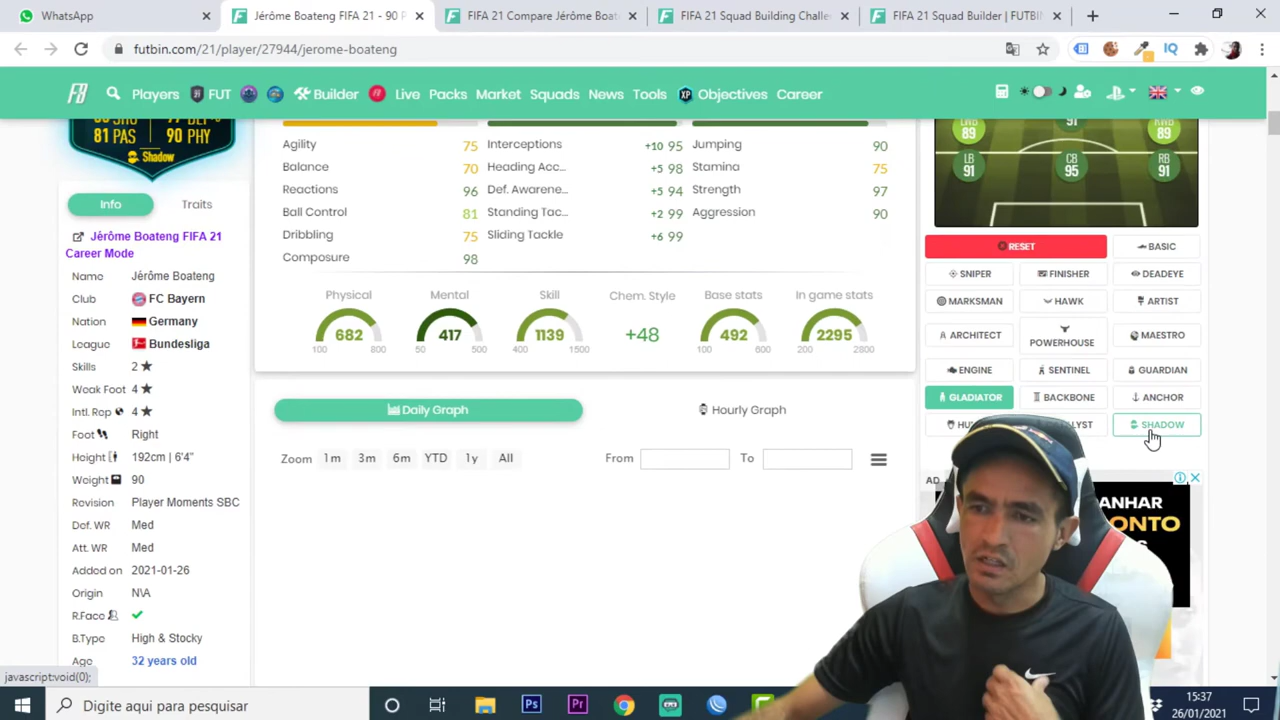 WhatsApp
Jérôme Boateng FIFA 21 - 90 P
FIFA 21 Compare Jérôme Boate
FIFA 21 Squad Building Challe
FIFA 21 Squad Builder | FUTBIN
futbin.com/21/player/27944/jerome-boateng
IQ
F8
Players
FUT
Builder
Live
Packs
Market
Squads
News
Tools
XP
Objectives
Career
81 PAS
90 PHY
Shadow
Agility 75
Balance 70
Reactions 96
Ball Control 81
Dribbling 75
Composure 98
Interceptions +10 95
Heading Acc... +5 98
Def. Awarene... +5 94
Standing Tac... +2 99
Sliding Tackle +6 99
Jumping 90
Stamina 75
Strength 97
Aggression 90
89
91
89
LB
91
CB
95
RB
91
Info
Traits
Jérôme Boateng FIFA 21
Career Mode
Name Jérôme Boateng
Club FC Bayern
Nation Germany
League Bundesliga
Skills 2
Weak Foot 4
Intl. Rep 4
Foot Right
Height 192cm | 6'4"
Weight 90
Revision Player Moments SBC
Def. WR Med
Att. WR Med
Added on 2021-01-26
Origin N\A
R.Face
B.Type High & Stocky
Age 32 years old
Physical
682
100 800
Mental
417
50 500
Skill
1139
400 1500
Chem. Style
+48
Base stats
492
100 600
In game stats
2295
200 2800
Daily Graph
Hourly Graph
Zoom 1m 3m 6m YTD 1y All
From
To
RESET
BASIC
SNIPER
FINISHER
DEADEYE
MARKSMAN
HAWK
ARTIST
ARCHITECT
POWERHOUSE
MAESTRO
ENGINE
SENTINEL
GUARDIAN
GLADIATOR
BACKBONE
ANCHOR
SHADOW
AD
ANHAR
ONTO
javascript:void(0);
Digite aqui para pesquisar
Ps
Pr
15:37
26/01/2021